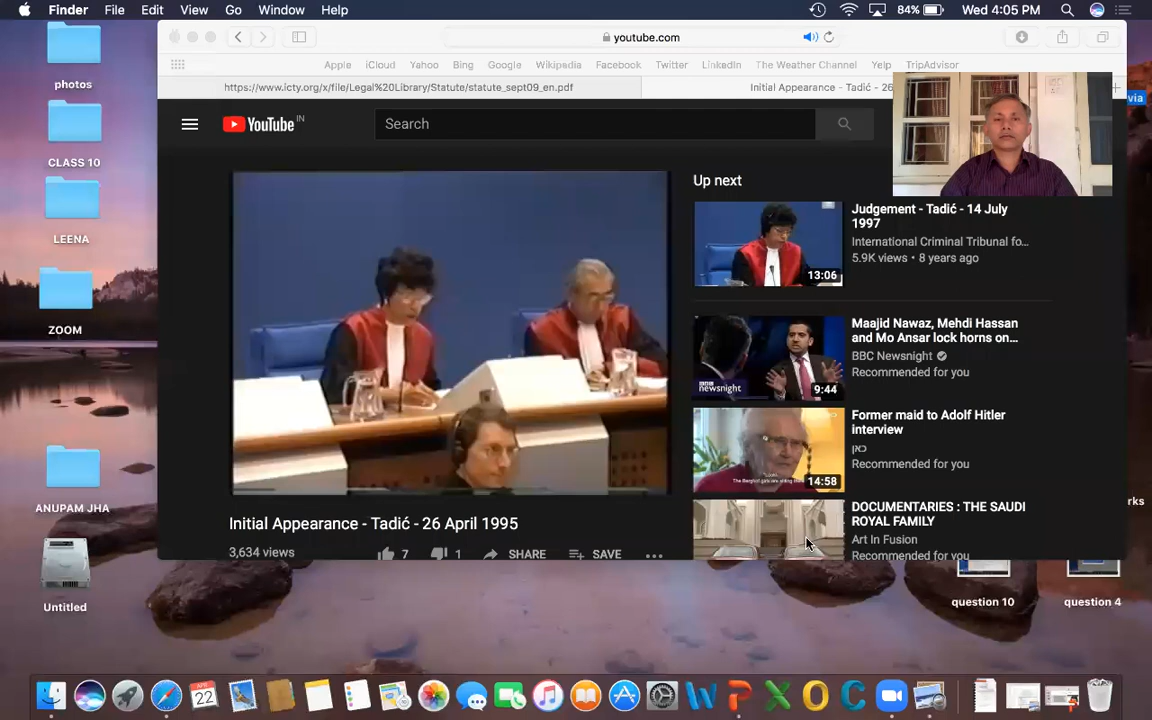 Finder File Edit View Go Window Help
84% Wed 4:05 PM
youtube.com
Apple iCloud Yahoo Bing Google Wikipedia Facebook Twitter LinkedIn The Weather Channel Yelp TripAdvisor
https://www.icty.org/x/file/Legal%20Library/Statute/statute_sept09_en.pdf
Initial Appearance - Tadić - 26
via
YouTube IN
Search
photos
CLASS 10
LEENA
ZOOM
ANUPAM JHA
Untitled
Initial Appearance - Tadić - 26 April 1995
3,634 views
7
1
SHARE
SAVE
Up next
13:06
Judgement - Tadić - 14 July
1997
International Criminal Tribunal fo...
5.9K views • 8 years ago
BBC
newsnight
9:44
Maajid Nawaz, Mehdi Hassan
and Mo Ansar lock horns on...
BBC Newsnight
Recommended for you
14:58
Former maid to Adolf Hitler
interview
כאן
Recommended for you
DOCUMENTARIES : THE SAUDI
ROYAL FAMILY
Art In Fusion
Recommended for you
rks
question 10
question 4
APR
22